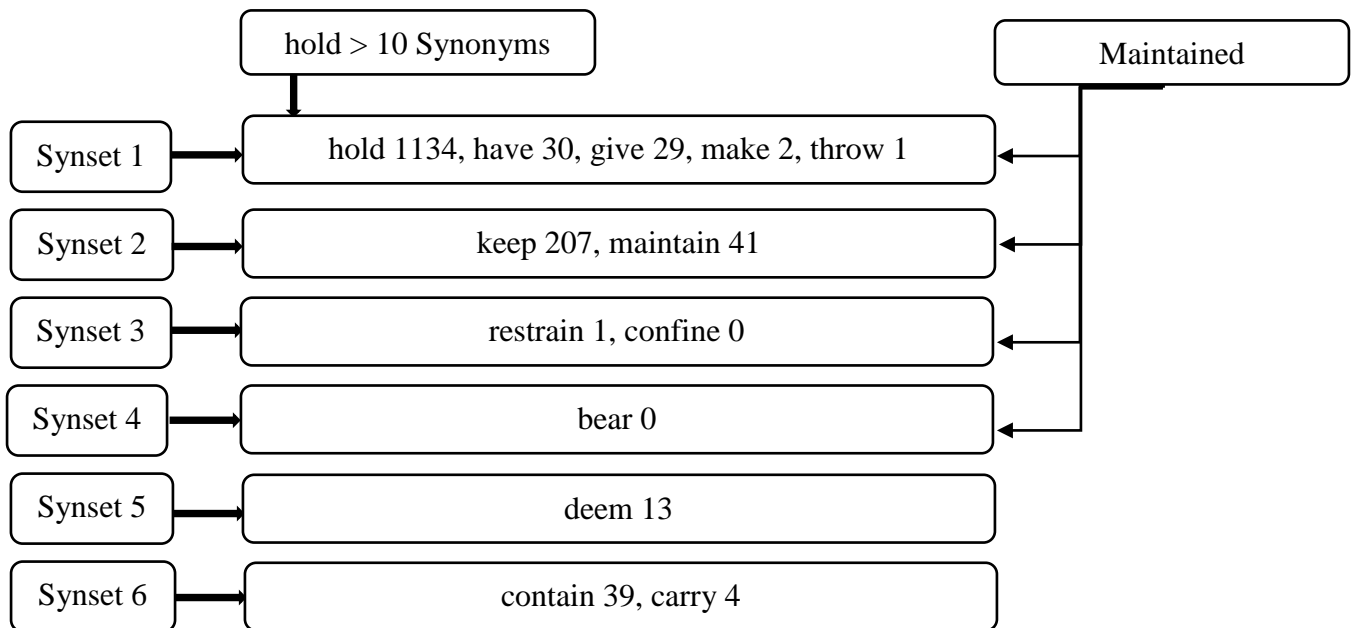 hold > 10 Synonyms
Maintained
Synset 1
hold 1134, have 30, give 29, make 2, throw 1
Synset 2
keep 207, maintain 41
Synset 3
restrain 1, confine 0
Synset 4
bear 0
Synset 5
deem 13
Synset 6
contain 39, carry 4